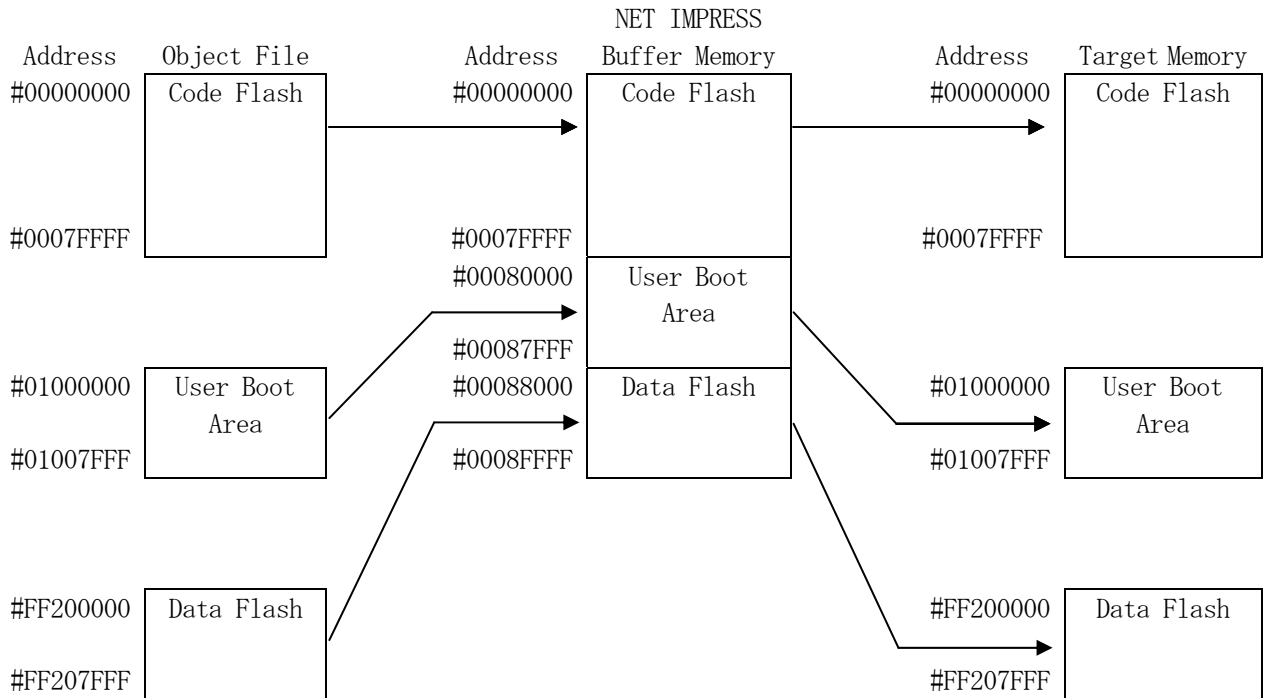 NET IMPRESS
Address Object File Address Buffer Memory Address Target Memory
#00000000 Code Flash #00000000 Code Flash #00000000 Code Flash
#0007FFFF #0007FFFF #0007FFFF
#00080000 User Boot
Area
#00087FFF
#01000000 User Boot #00088000 Data Flash #01000000 User Boot
Area Area
#01007FFF #0008FFFF #01007FFF
#FF200000 Data Flash #FF200000 Data Flash
#FF207FFF #FF207FFF